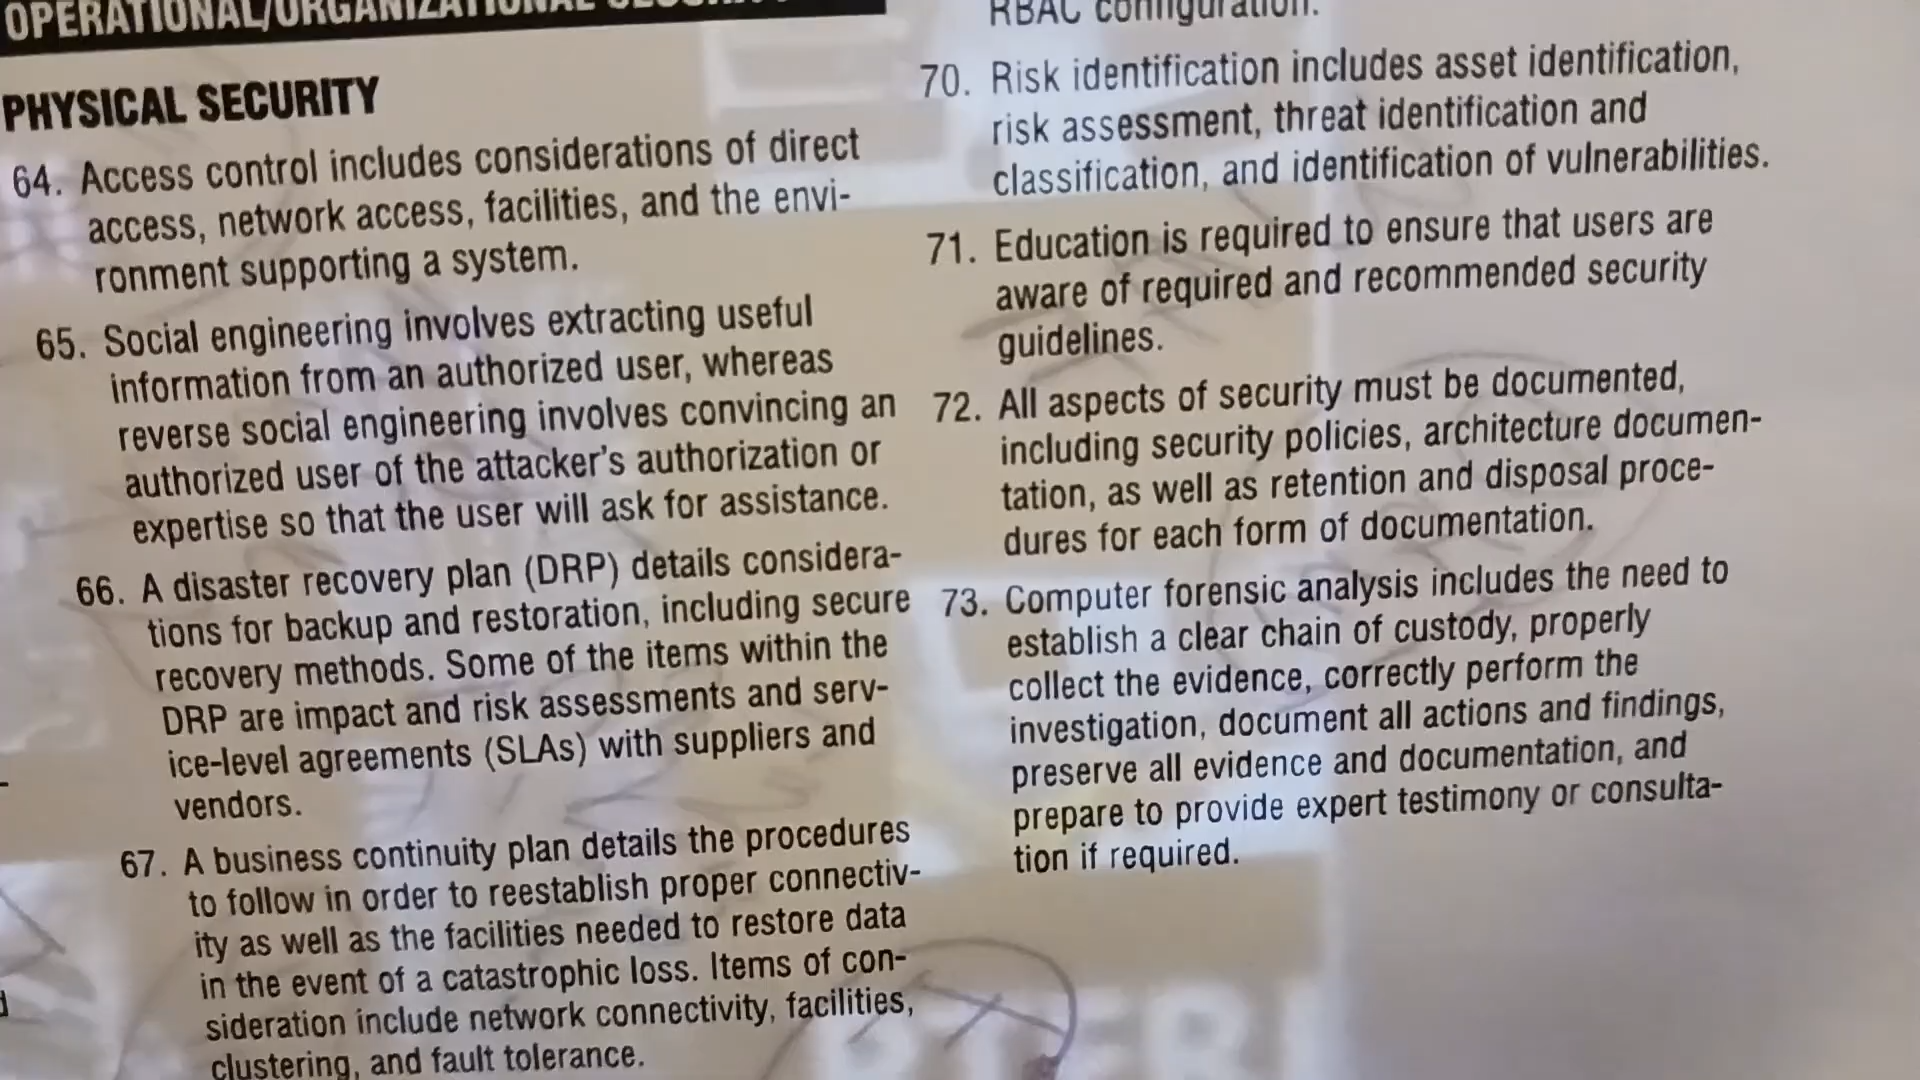 OPERATIONAL/ORGANIZATIONAL
PHYSICAL SECURITY
64. Access control includes considerations of direct
access, network access, facilities, and the envi-
ronment supporting a system.
65. Social engineering involves extracting useful
information from an authorized user, whereas
reverse social engineering involves convincing an
authorized user of the attacker's authorization or
expertise so that the user will ask for assistance.
66. A disaster recovery plan (DRP) details considera-
tions for backup and restoration, including secure
recovery methods. Some of the items within the
DRP are impact and risk assessments and serv-
ice-level agreements (SLAs) with suppliers and
vendors.
67. A business continuity plan details the procedures
to follow in order to reestablish proper connectiv-
ity as well as the facilities needed to restore data
in the event of a catastrophic loss. Items of con-
sideration include network connectivity, facilities,
clustering, and fault tolerance.
RBAC configuration.
70. Risk identification includes asset identification,
risk assessment, threat identification and
classification, and identification of vulnerabilities.
71. Education is required to ensure that users are
aware of required and recommended security
guidelines.
72. All aspects of security must be documented,
including security policies, architecture documen-
tation, as well as retention and disposal proce-
dures for each form of documentation.
73. Computer forensic analysis includes the need to
establish a clear chain of custody, properly
collect the evidence, correctly perform the
investigation, document all actions and findings,
preserve all evidence and documentation, and
prepare to provide expert testimony or consulta-
tion if required.